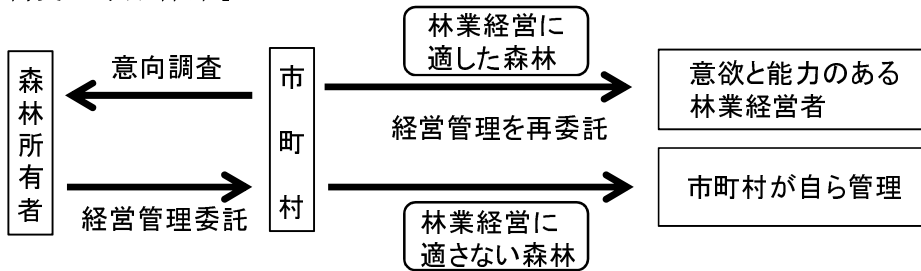 森林所有者
意向調査
経営管理委託
市町村
林業経営に
適した森林
経営管理を再委託
林業経営に
適さない森林
意欲と能力のある
林業経営者
市町村が自ら管理